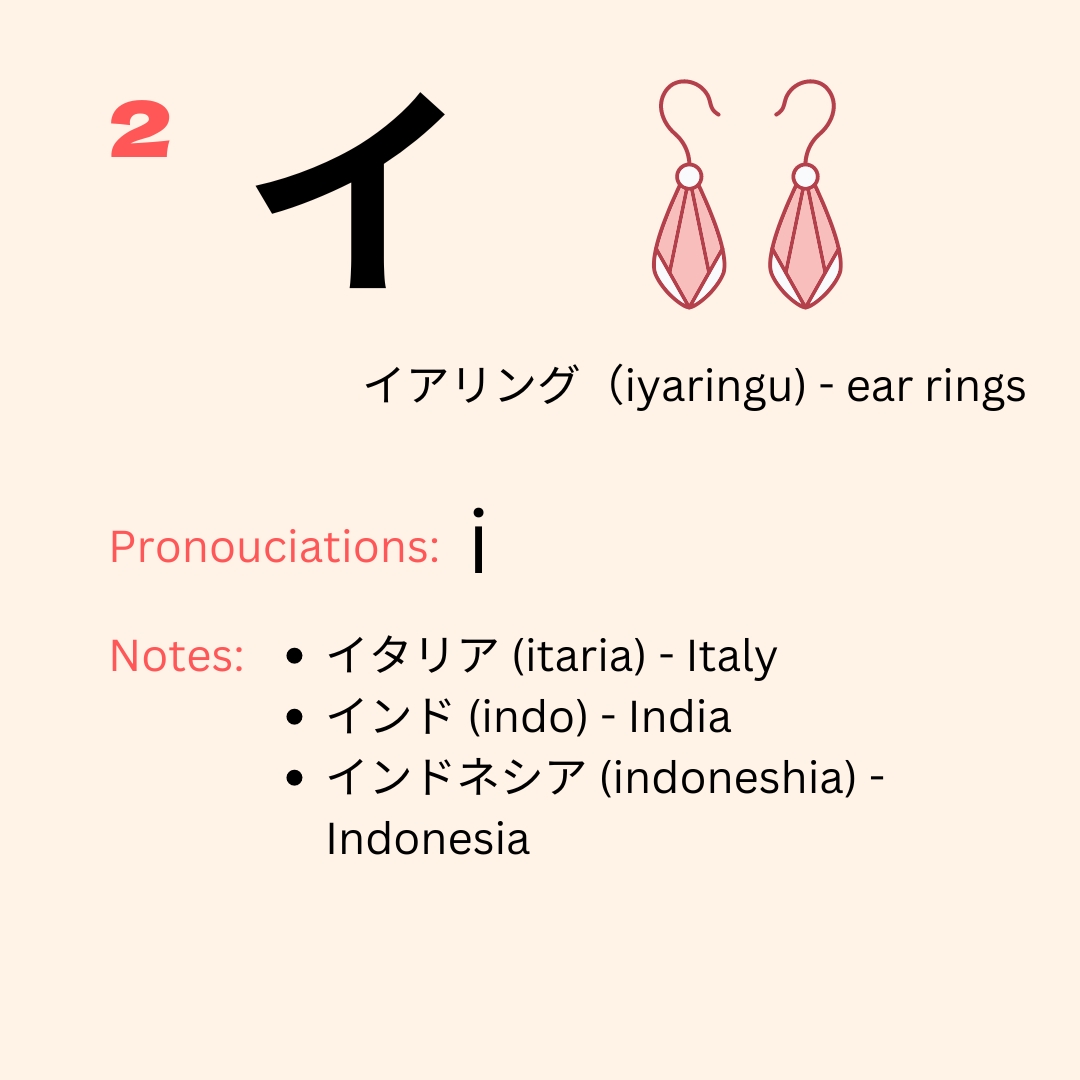 2
イ
イアリング（iyaringu) - ear rings
Pronouciations: i
Notes:
• イタリア (itaria) - Italy
• インド (indo) - India
• インドネシア (indoneshia) -
Indonesia